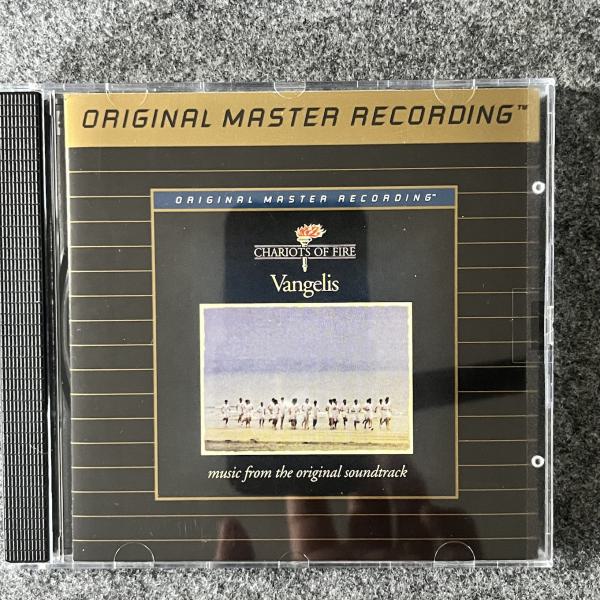 ORIGINAL MASTER RECORDING™
ORIGINAL MASTER RECORDING™
CHARIOTS OF FIRE
Vangelis
music from the original soundtrack